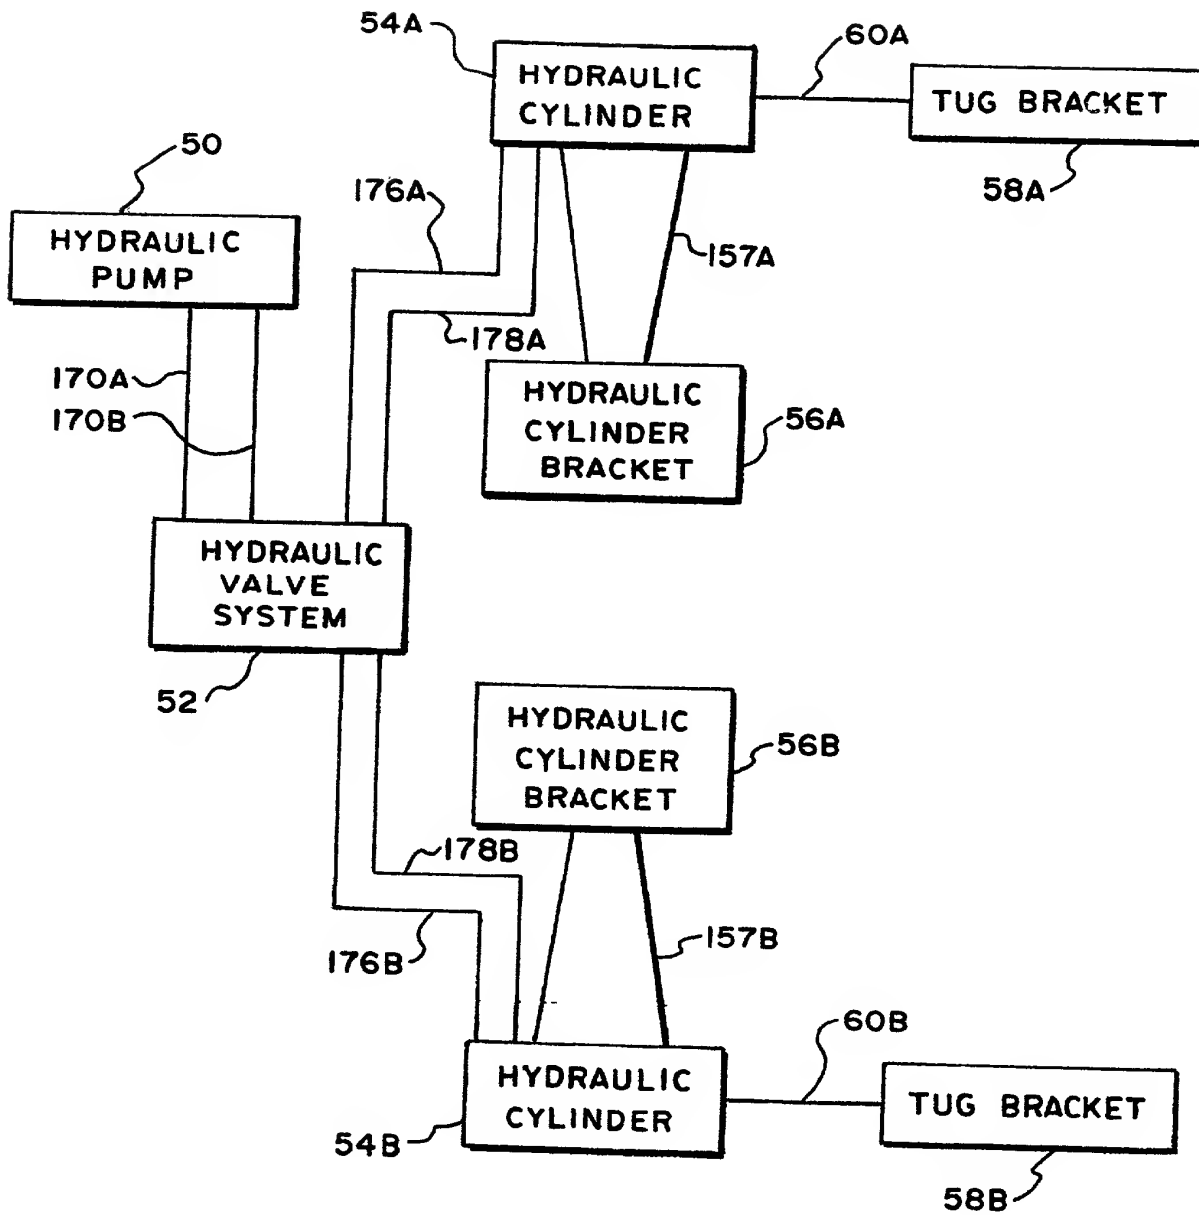 54A
HYDRAULIC
CYLINDER
60A
TUG BRACKET
58A
50
HYDRAULIC
PUMP
176A
178A
157A
170A
170B
HYDRAULIC
CYLINDER
BRACKET
56A
HYDRAULIC
VALVE
SYSTEM
52
HYDRAULIC
CYLINDER
BRACKET
56B
178B
176B
157B
60B
HYDRAULIC
CYLINDER
54B
TUG BRACKET
58B